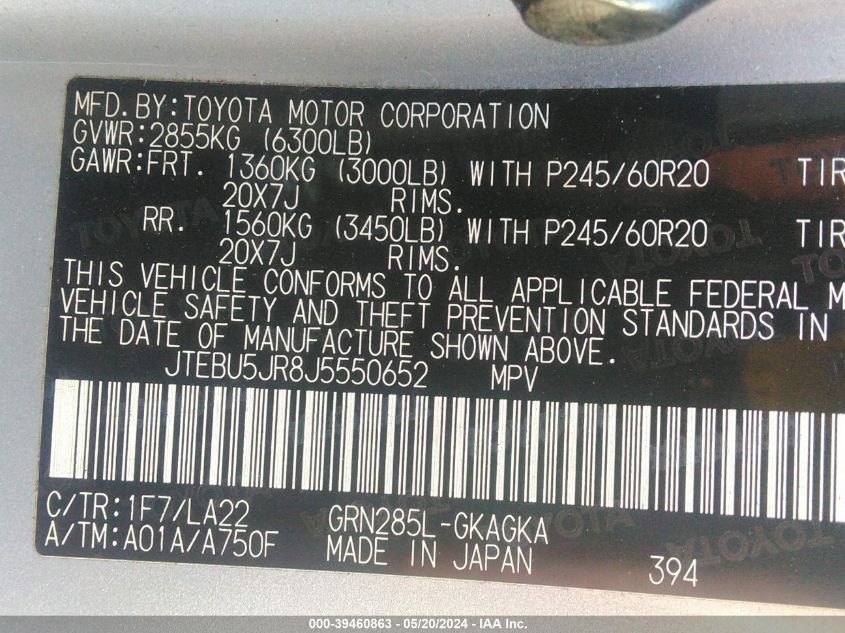 MFD.BY:TOYOTA MOTOR CORPORATION
GVWR:2855KG (6300LB)
GAWR:FRT. 1360KG (3000LB) WITH P245/60R20 TIR
20X7J RIMS.
RR. 1560KG (3450LB) WITH P245/60R20 TIR
20X7J RIMS.
THIS VEHICLE CONFORMS TO ALL APPLICABLE FEDERAL M
VEHICLE SAFETY AND THEFT PREVENTION STANDARDS IN
THE DATE OF MANUFACTURE SHOWN ABOVE.
JTEBU5JR8J5550652 MPV
C/TR:1F7/LA22 GRN285L-GKAGKA
A/TM:A01A/A750F MADE IN JAPAN 394
000-39460863 - 05/20/2024 - IAA Inc.